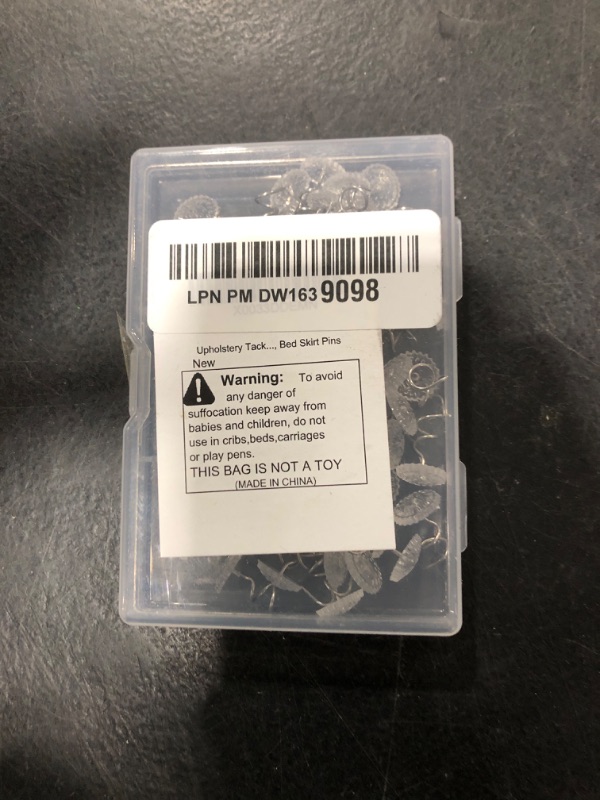 LPN PM DW163 9098
Upholstery Tack..., Bed Skirt Pins
New
Warning: To avoid
any danger of
suffocation keep away from
babies and children, do not
use in cribs,beds,carriages
or play pens.
THIS BAG IS NOT A TOY
(MADE IN CHINA)